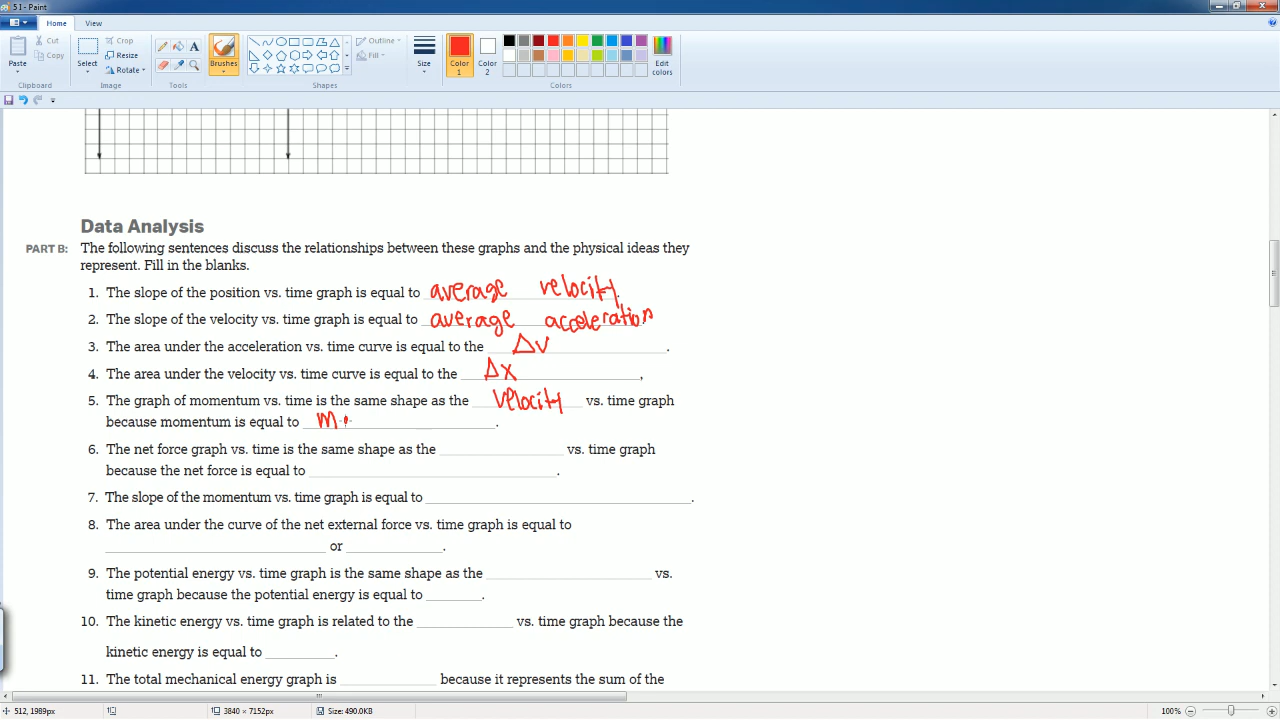 51 - Paint
Home View
Cut
Copy
Paste
Clipboard
Crop
Resize
Rotate
Select
Image
A
Tools
Brushes
Outline
Fill
Shapes
Size
Color 1
Color 2
Edit colors
Colors
Data Analysis
PART B: The following sentences discuss the relationships between these graphs and the physical ideas they
represent. Fill in the blanks.
1. The slope of the position vs. time graph is equal to average velocity.
2. The slope of the velocity vs. time graph is equal to average acceleration
3. The area under the acceleration vs. time curve is equal to the Δv.
4. The area under the velocity vs. time curve is equal to the Δx,
5. The graph of momentum vs. time is the same shape as the velocity vs. time graph
because momentum is equal to m·.
6. The net force graph vs. time is the same shape as the vs. time graph
because the net force is equal to .
7. The slope of the momentum vs. time graph is equal to .
8. The area under the curve of the net external force vs. time graph is equal to
or .
9. The potential energy vs. time graph is the same shape as the vs.
time graph because the potential energy is equal to .
10. The kinetic energy vs. time graph is related to the vs. time graph because the
kinetic energy is equal to .
11. The total mechanical energy graph is because it represents the sum of the
512, 1989px 3840 × 7152px Size: 490.0KB 100%